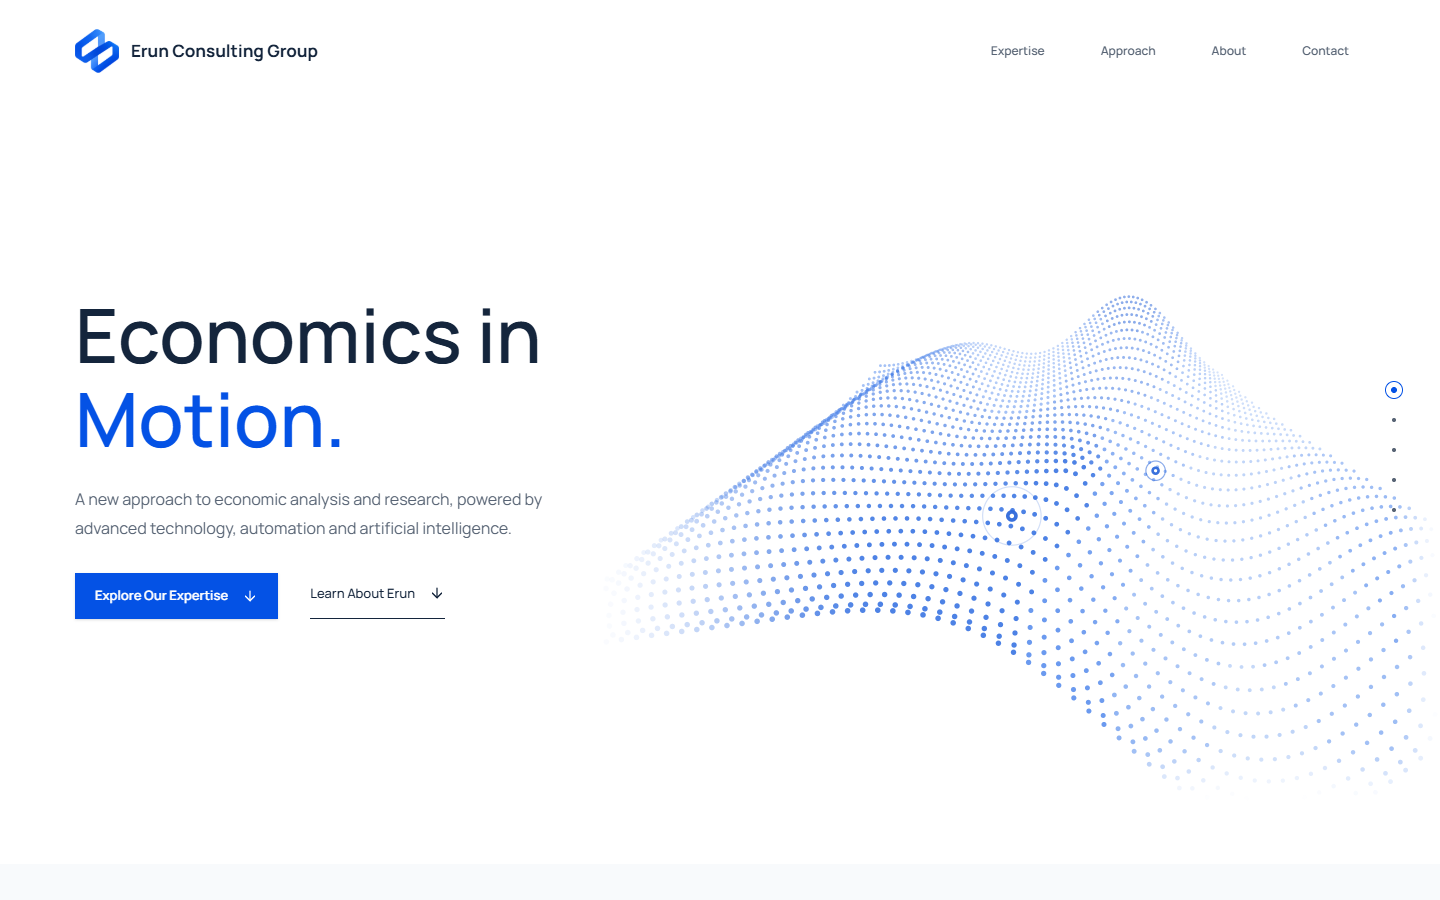 Erun Consulting Group
Expertise
Approach
About
Contact
Economics in
Motion.
A new approach to economic analysis and research, powered by
advanced technology, automation and artificial intelligence.
Explore Our Expertise
Learn About Erun